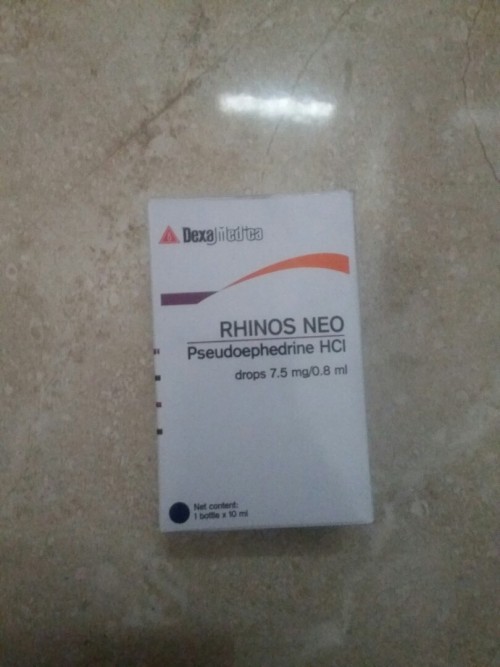 Dexa Medica
RHINOS NEO
Pseudoephedrine HCl
drops 7.5 mg/0.8 ml
Net content:
1 bottle x 10 ml